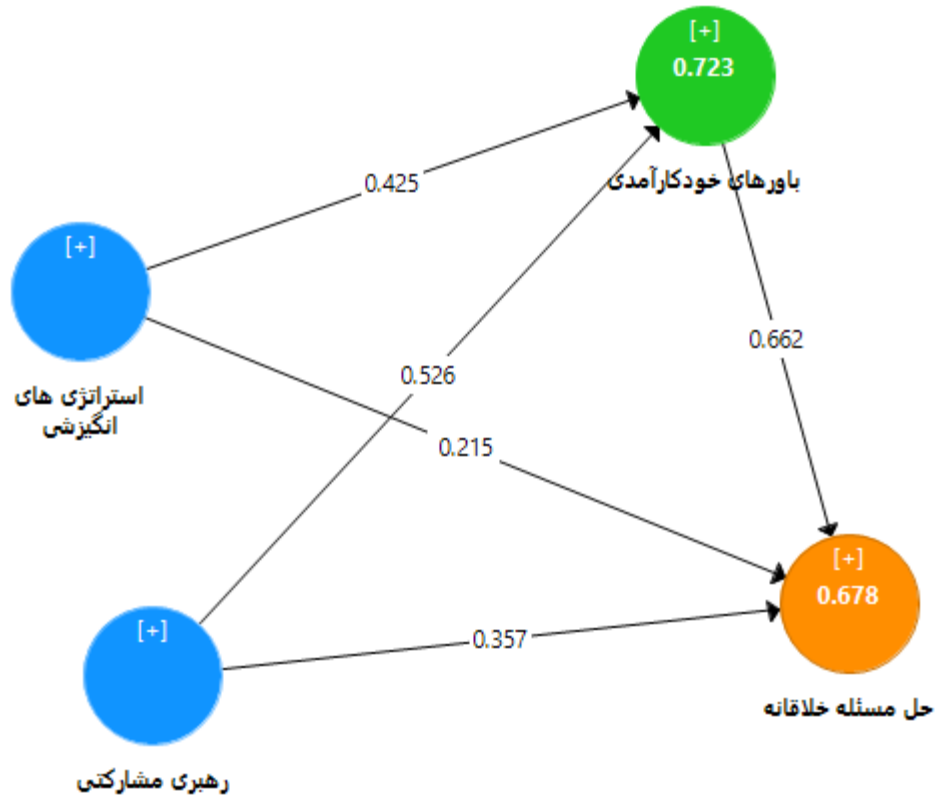 [+]
0.723
باورهای خودکارآمدی
0.425
[+]
استراتژی های
انگیزشی
0.662
0.526
0.215
[+]
0.678
حل مسئله خلاقانه
0.357
[+]
رهبری مشارکتی